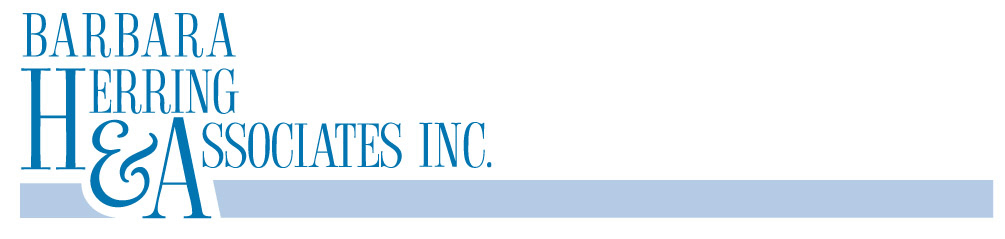 BARBARA
HERRING
& ASSOCIATES INC.